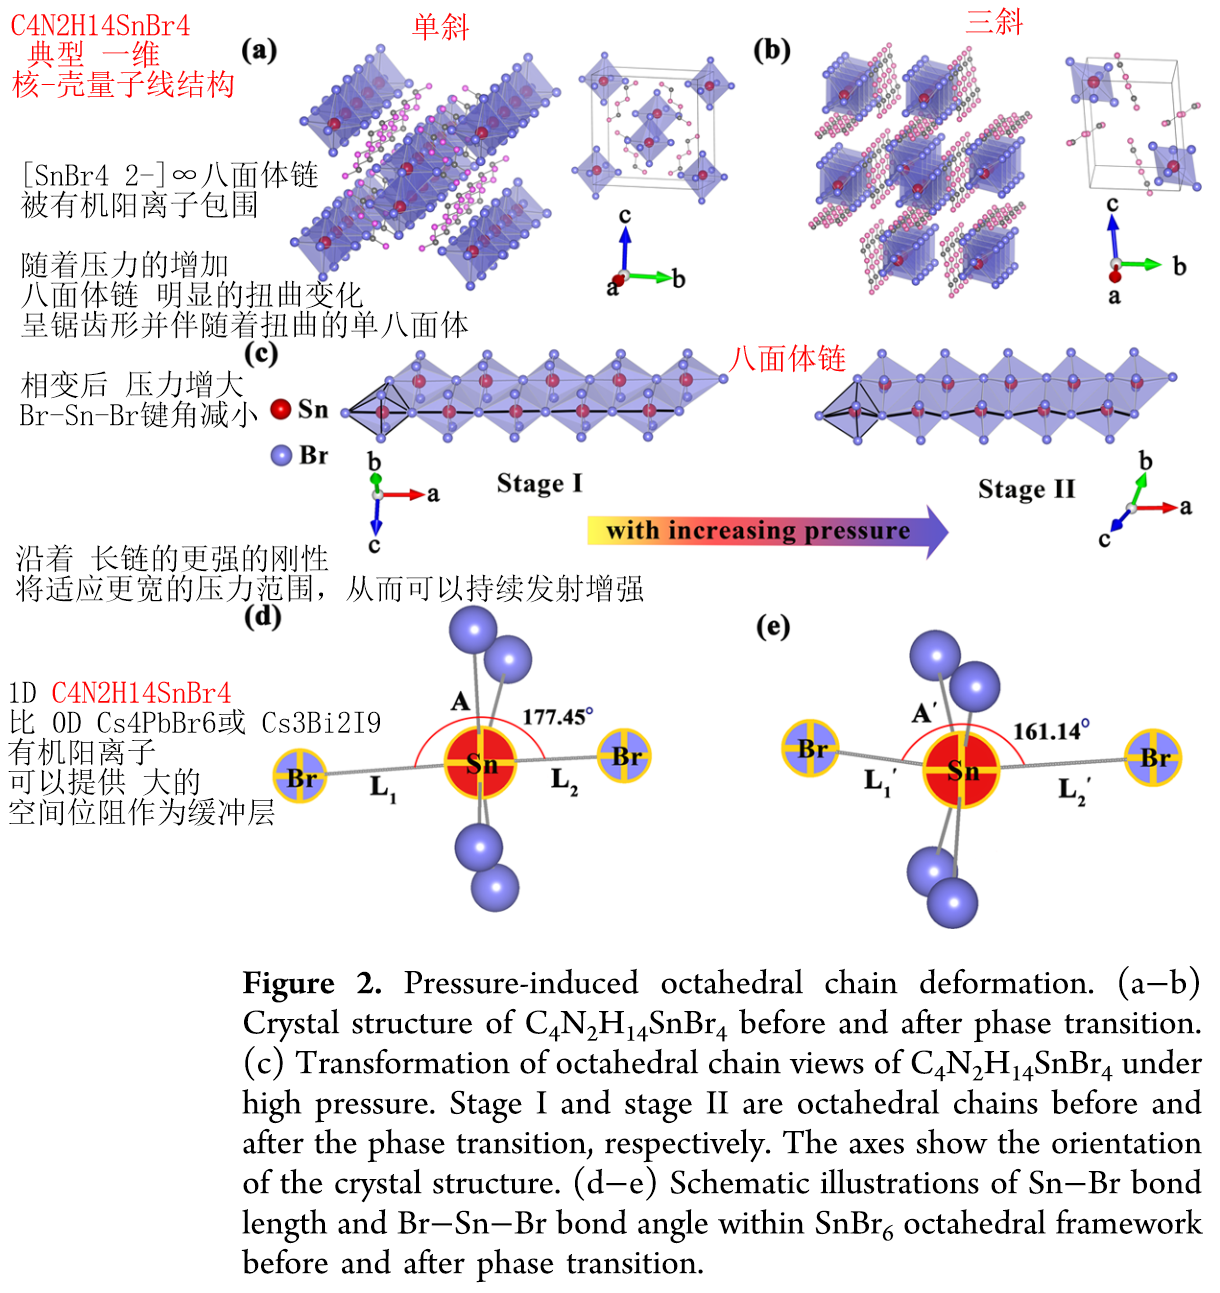 C4N2H14SnBr4
典型 一维
核-壳量子线结构
(a)
单斜
(b)
三斜
[SnBr4 2-]∞八面体链
被有机阳离子包围
随着压力的增加
八面体链 明显的扭曲变化
呈锯齿形并伴随着扭曲的单八面体
c
b
a
c
b
a
(c)
八面体链
相变后 压力增大
Br-Sn-Br键角减小
Sn
Br
b
a
c
Stage I
Stage II
b
a
c
with increasing pressure
沿着 长链的更强的刚性
将适应更宽的压力范围，从而可以持续发射增强
(d)
(e)
1D C4N2H14SnBr4
比 0D Cs4PbBr6或 Cs3Bi2I9
有机阳离子
可以提供 大的
空间位阻作为缓冲层
A
177.45°
Br
Sn
Br
L₁
L₂
A′
161.14°
Br
Sn
Br
L₁′
L₂′
Figure 2. Pressure-induced octahedral chain deformation. (a−b)
Crystal structure of C₄N₂H₁₄SnBr₄ before and after phase transition.
(c) Transformation of octahedral chain views of C₄N₂H₁₄SnBr₄ under
high pressure. Stage I and stage II are octahedral chains before and
after the phase transition, respectively. The axes show the orientation
of the crystal structure. (d−e) Schematic illustrations of Sn−Br bond
length and Br−Sn−Br bond angle within SnBr₆ octahedral framework
before and after phase transition.